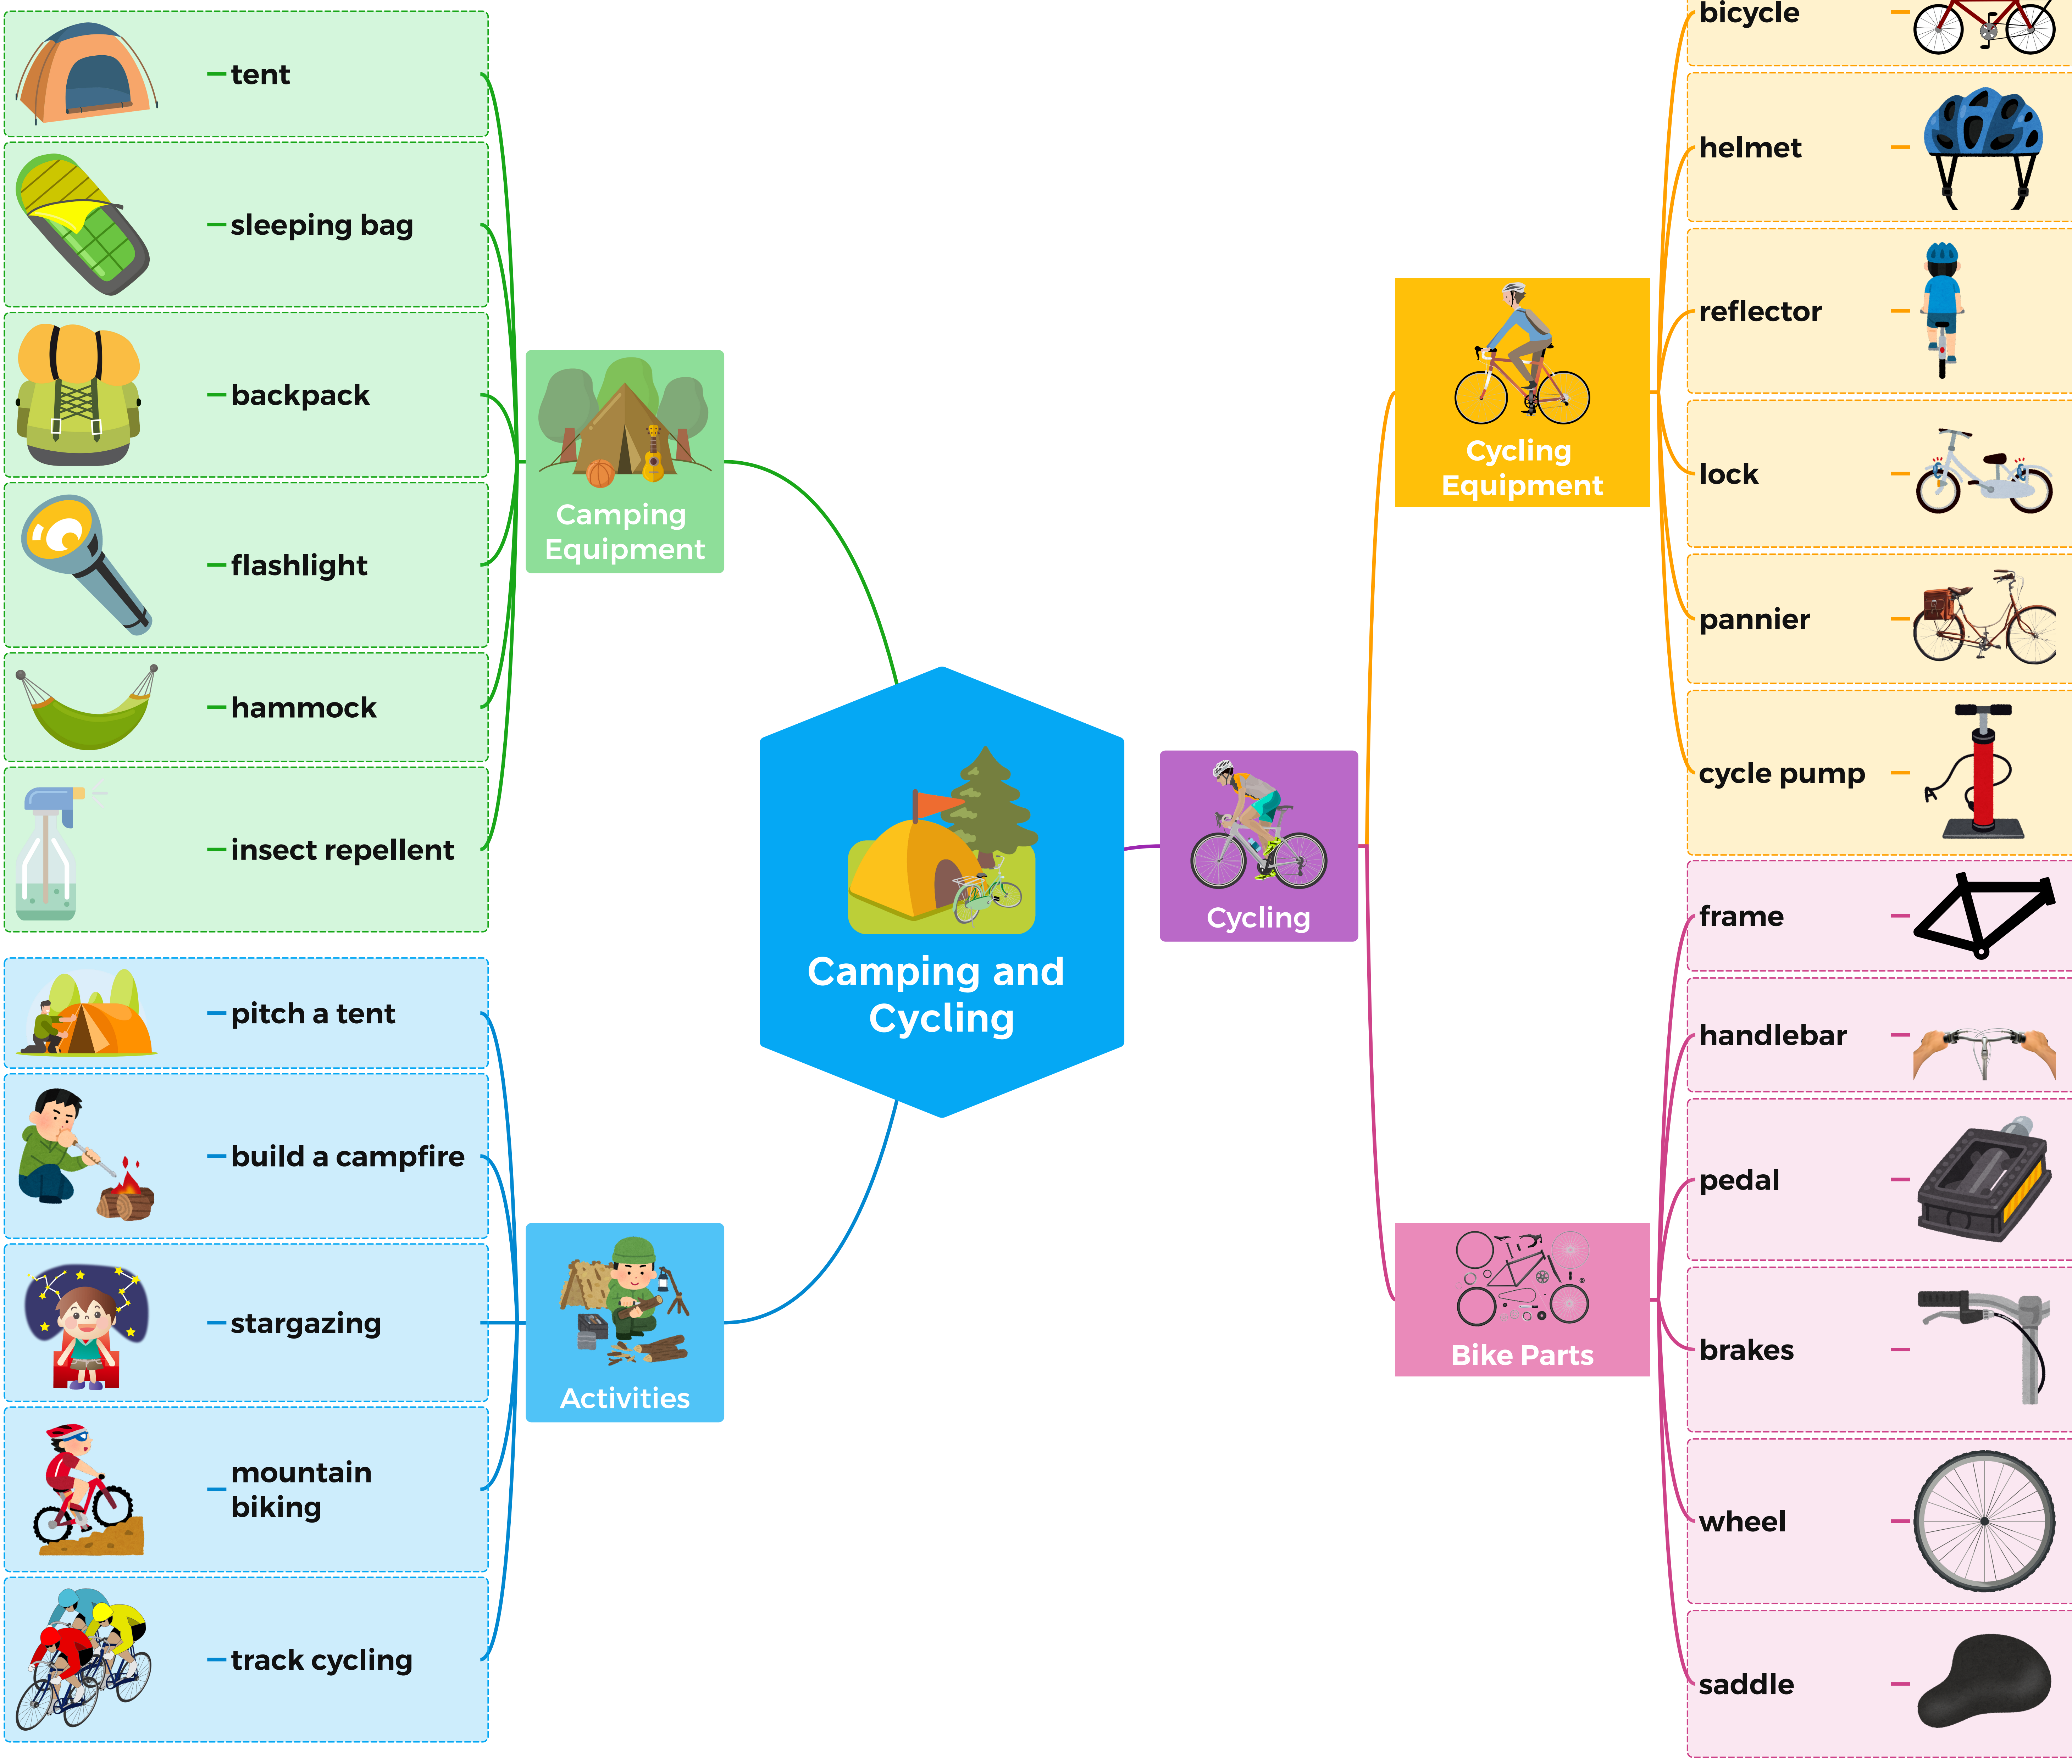 tent
sleeping bag
backpack
flashlight
hammock
insect repellent
Camping
Equipment
pitch a tent
build a campfire
stargazing
mountain
biking
track cycling
Activities
Camping and
Cycling
Cycling
Cycling
Equipment
bicycle
helmet
reflector
lock
pannier
cycle pump
Bike Parts
frame
handlebar
pedal
brakes
wheel
saddle